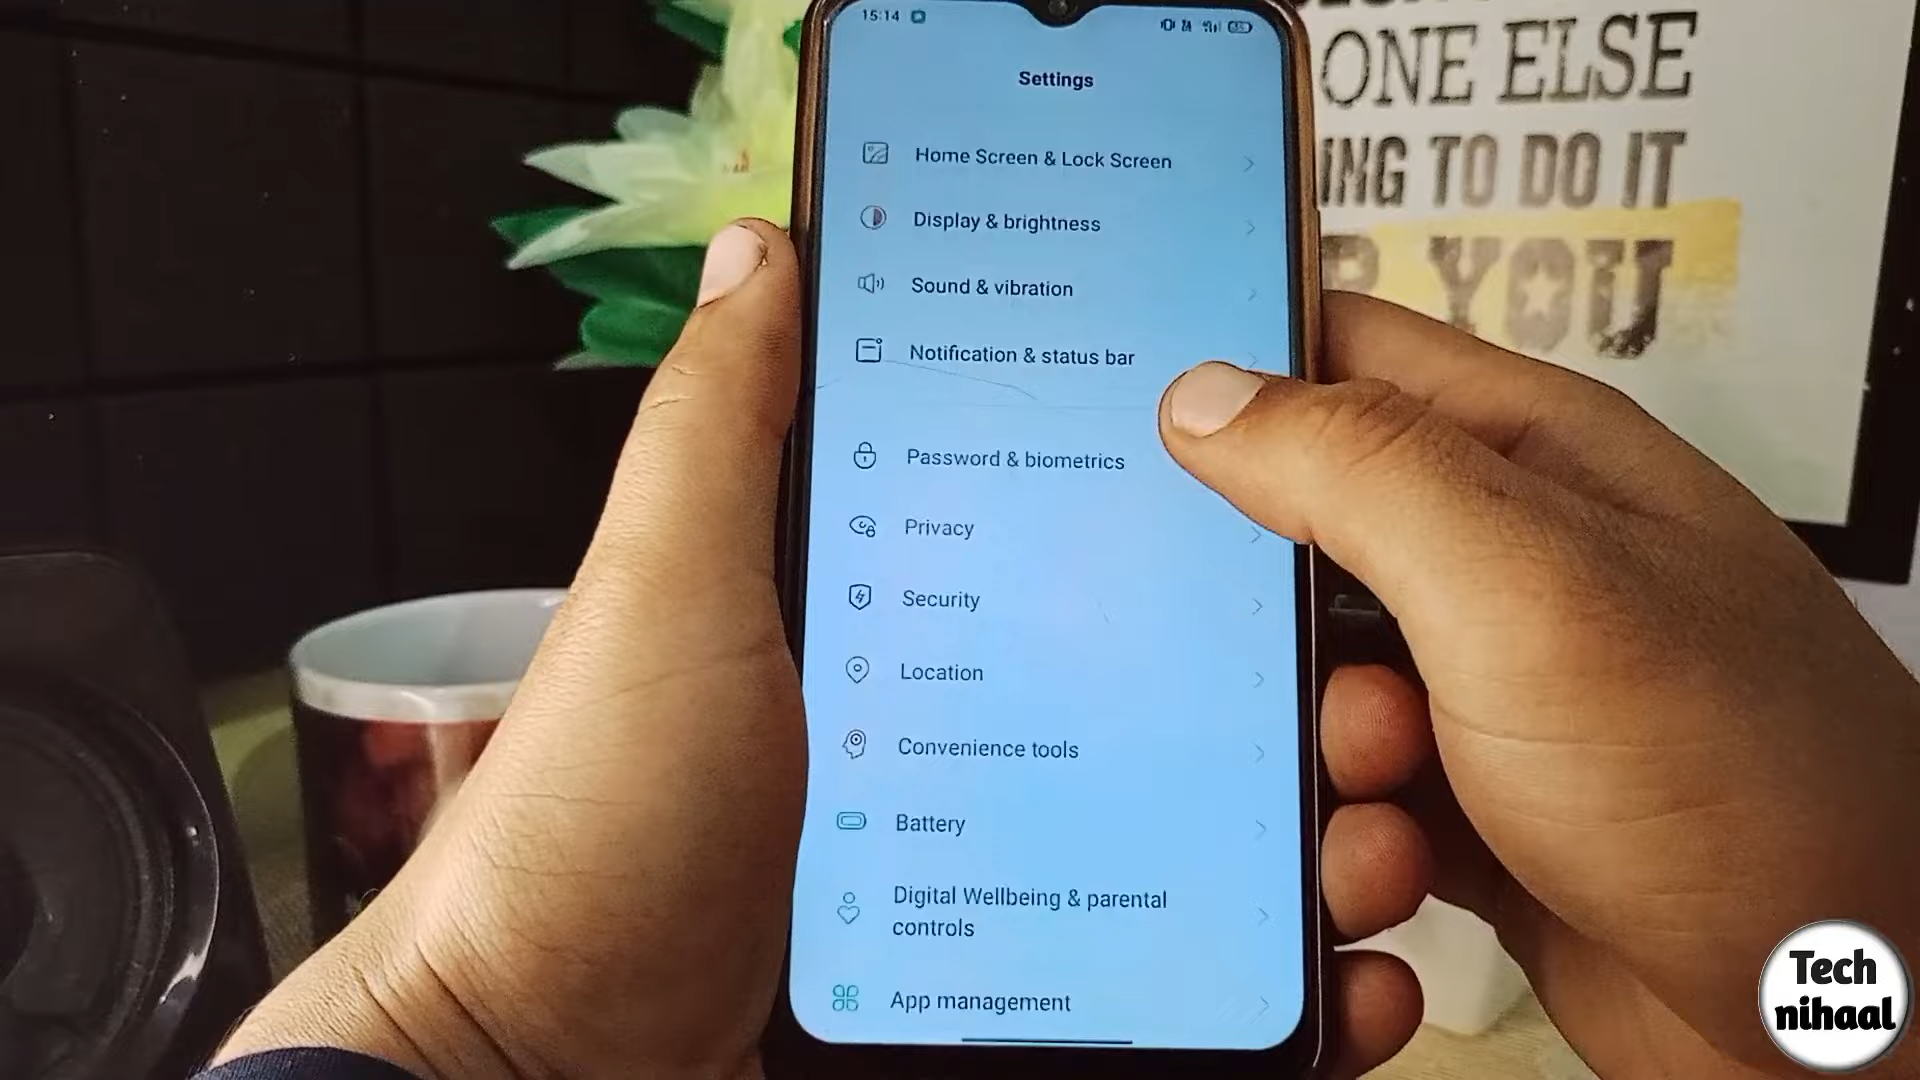 15:14
Settings
Home Screen & Lock Screen
Display & brightness
Sound & vibration
Notification & status bar
Password & biometrics
Privacy
Security
Location
Convenience tools
Battery
Digital Wellbeing & parental
controls
App management
ONE ELSE
ING TO DO IT
YOU
Tech
nihaal